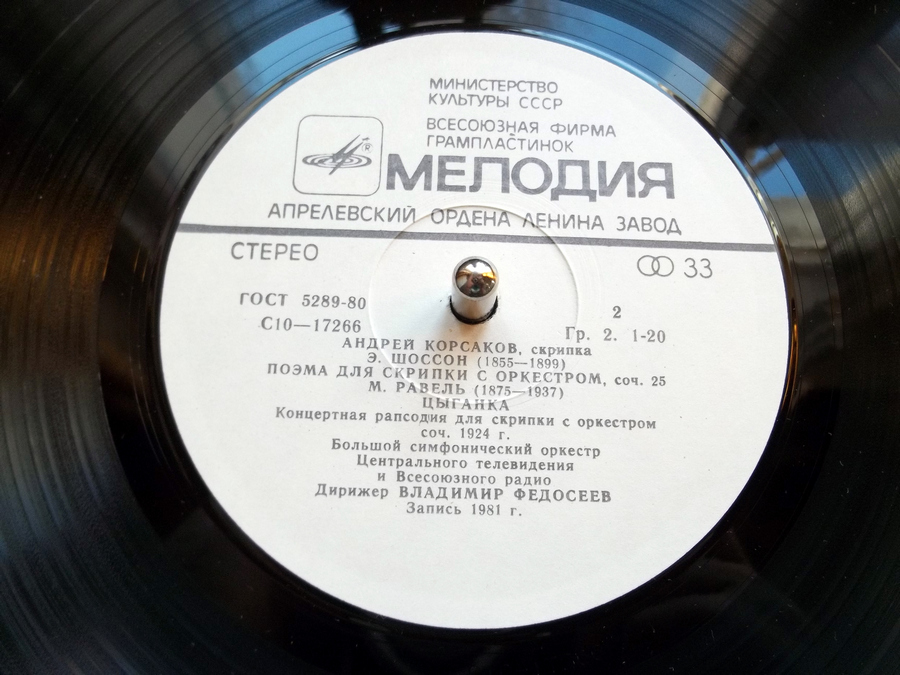 МИНИСТЕРСТВО
КУЛЬТУРЫ СССР
ВСЕСОЮЗНАЯ ФИРМА
ГРАМПЛАСТИНОК
®
МЕЛОДИЯ
АПРЕЛЕВСКИЙ ОРДЕНА ЛЕНИНА ЗАВОД
СТЕРЕО
33
ГОСТ 5289-80
2
С10—17266
Гр. 2. 1-20
АНДРЕЙ КОРСАКОВ, скрипка
Э. ШОССОН (1855—1899)
ПОЭМА ДЛЯ СКРИПКИ С ОРКЕСТРОМ, соч. 25
М. РАВЕЛЬ (1875—1937)
ЦЫГАНКА
Концертная рапсодия для скрипки с оркестром
соч. 1924 г.
Большой симфонический оркестр
Центрального телевидения
и Всесоюзного радио
Дирижер ВЛАДИМИР ФЕДОСЕЕВ
Запись 1981 г.